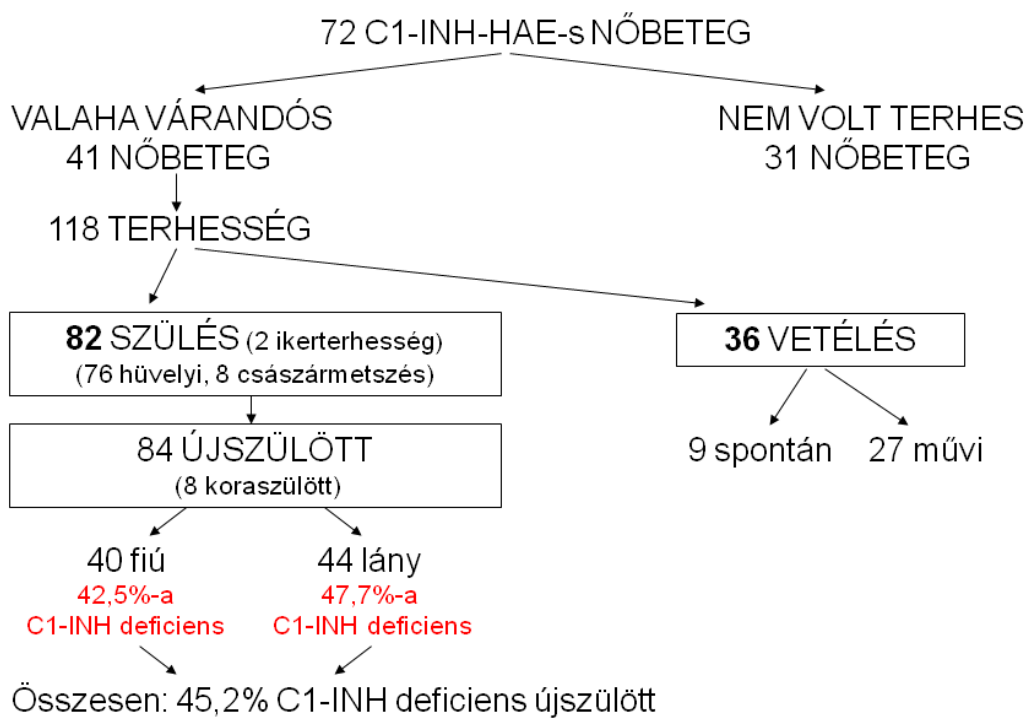 72 C1-INH-HAE-s NŐBETEG
VALAHA VÁRANDÓS
41 NŐBETEG
NEM VOLT TERHES
31 NŐBETEG
118 TERHESSÉG
82 SZÜLÉS (2 ikerterhesség)
(76 hüvelyi, 8 császármetszés)
36 VETÉLÉS
84 ÚJSZÜLÖTT
(8 koraszülött)
9 spontán
27 művi
40 fiú
42,5%-a
C1-INH deficiens
44 lány
47,7%-a
C1-INH deficiens
Összesen: 45,2% C1-INH deficiens újszülött